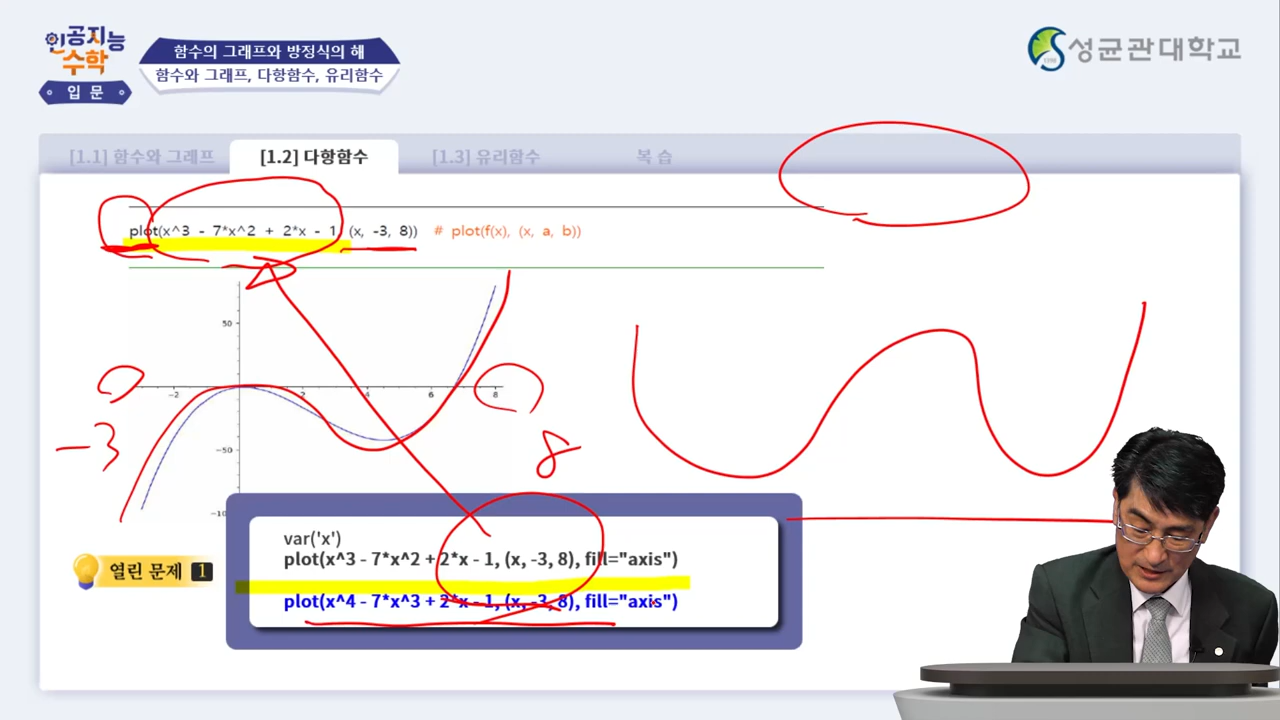 인공지능
수학
입문
함수의 그래프와 방정식의 해
함수와 그래프, 다항함수, 유리함수
성균관대학교
1398
[1.1] 함수와 그래프
[1.2] 다항함수
[1.3] 유리함수
복 습
plot(x^3 - 7*x^2 + 2*x - 1, (x, -3, 8)) # plot(f(x), (x, a, b))
50
-2 2 4 6 8
-50
-10
-3
8
var('x')
plot(x^3 - 7*x^2 + 2*x - 1, (x, -3, 8), fill="axis")
열린 문제 1
plot(x^4 - 7*x^3 + 2*x - 1, (x, -3, 8), fill="axis")